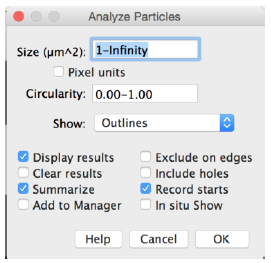 Analyze Particles
Size (µm^2): 1-Infinity
Pixel units
Circularity: 0.00-1.00
Show: Outlines
Display results Exclude on edges
Clear results Include holes
Summarize Record starts
Add to Manager In situ Show
Help Cancel OK